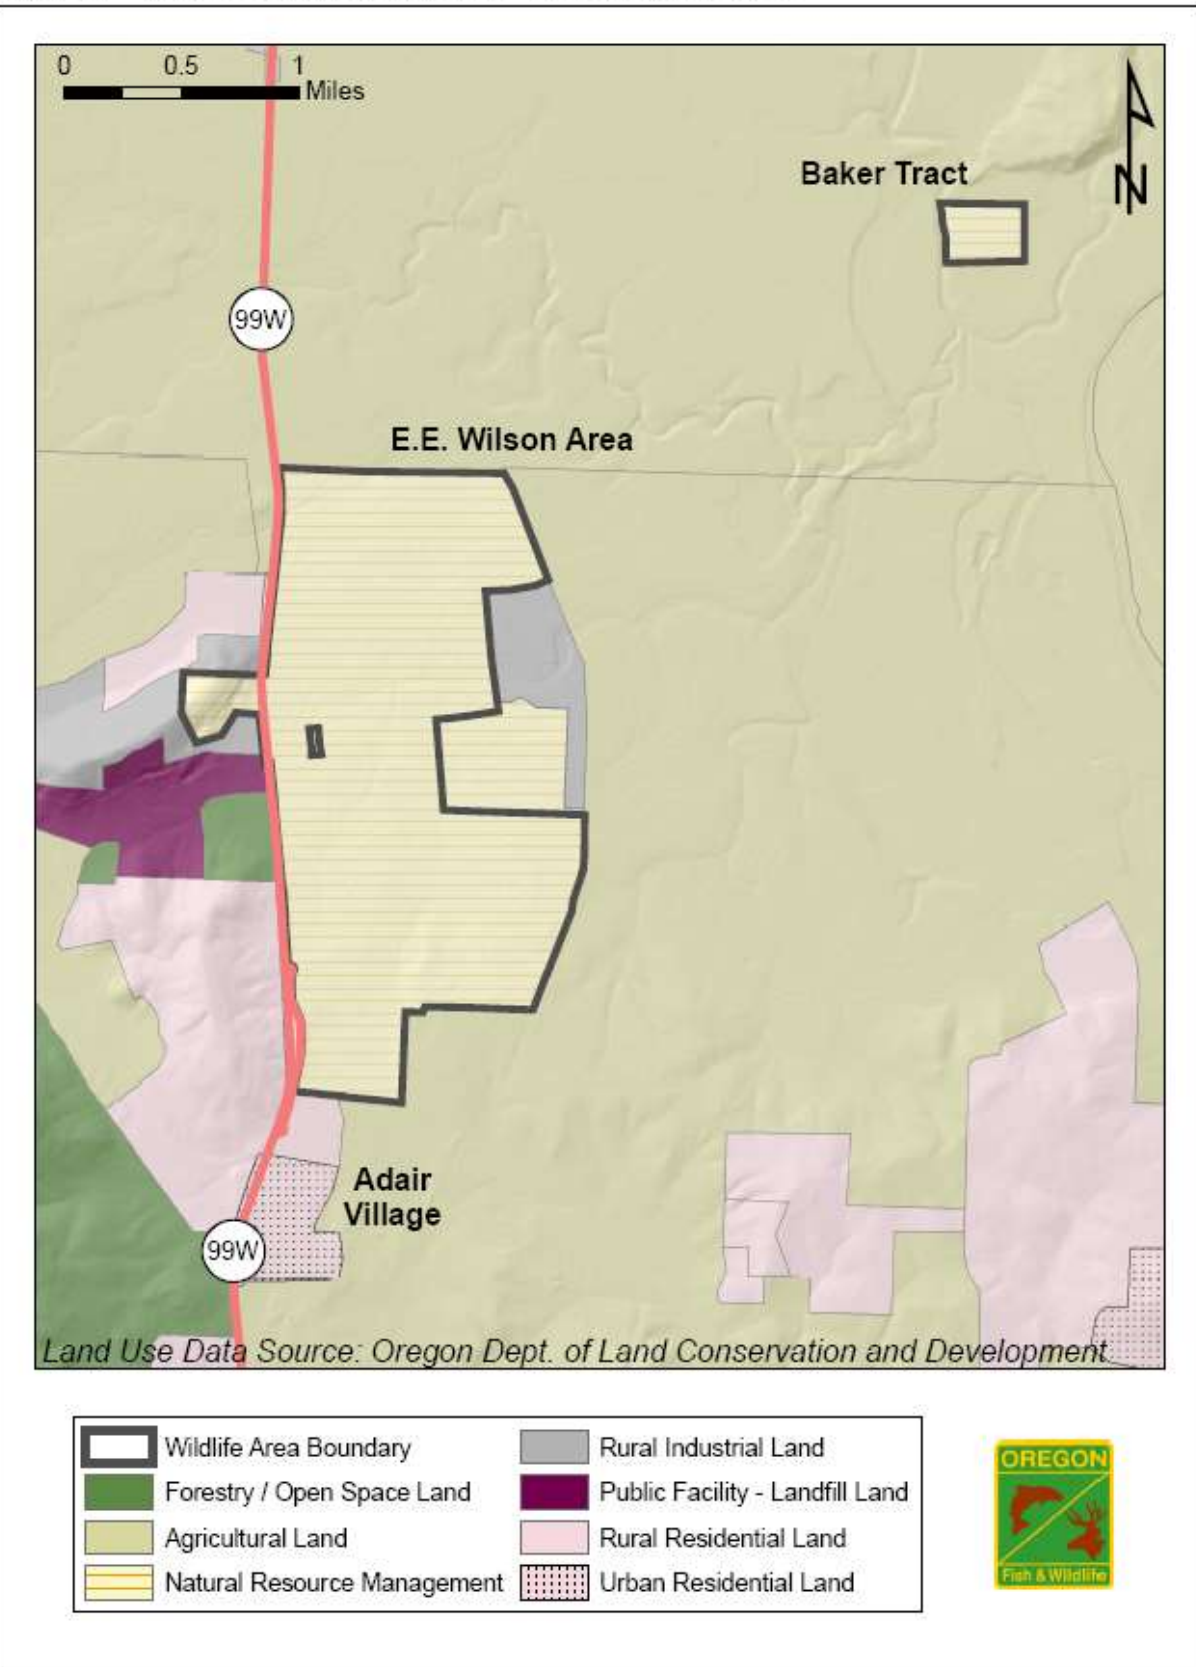 0 0.5 1
Miles
N
Baker Tract
99W
E.E. Wilson Area
Adair
Village
99W
Land Use Data Source: Oregon Dept. of Land Conservation and Development
Wildlife Area Boundary
Forestry / Open Space Land
Agricultural Land
Natural Resource Management
Rural Industrial Land
Public Facility - Landfill Land
Rural Residential Land
Urban Residential Land
OREGON
Fish & Wildlife